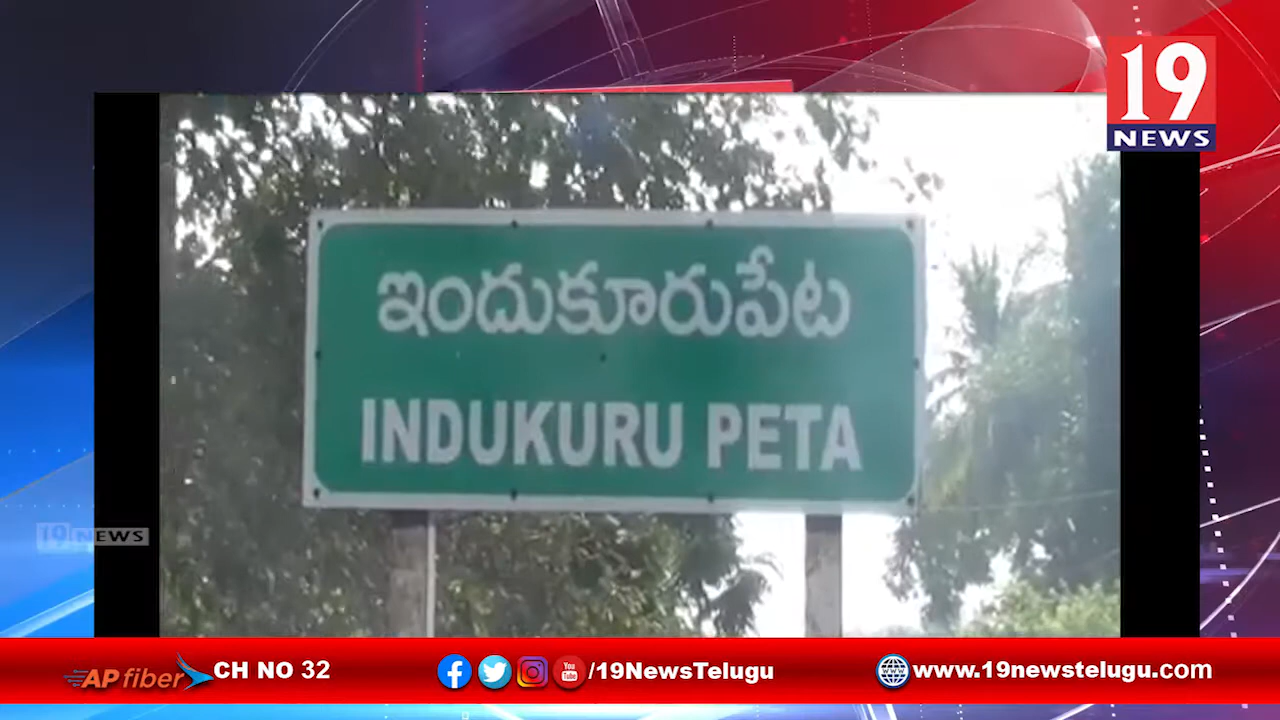 19
NEWS
ఇందుకూరుపేట
INDUKURU PETA
19 NEWS
AP fiber CH NO 32
/19NewsTelugu
www.19newstelugu.com